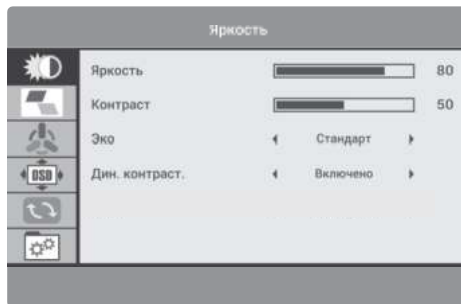 Яркость
Яркость 80
Контраст 50
Эко Стандарт
Дин. контраст. Включено
OSD